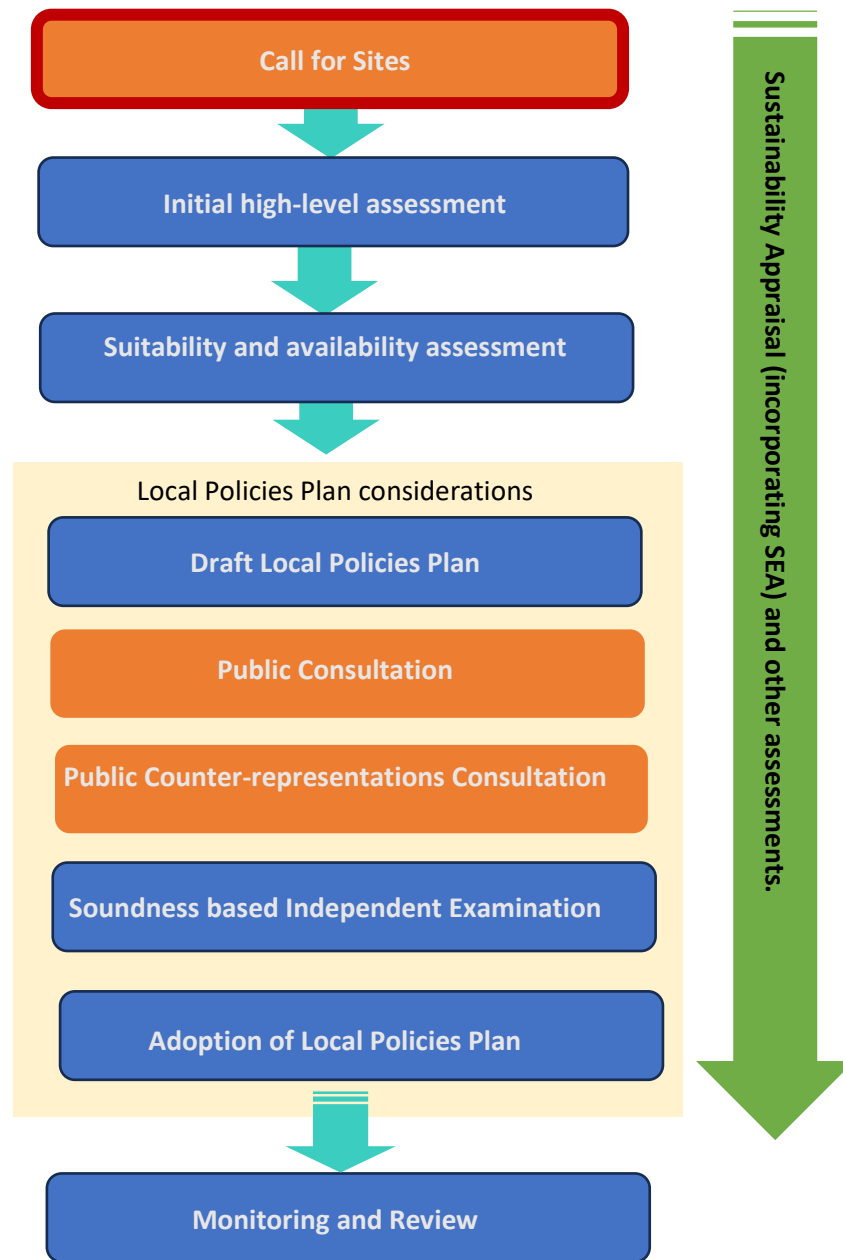 Call for Sites
Initial high-level assessment
Suitability and availability assessment
Local Policies Plan considerations
Draft Local Policies Plan
Public Consultation
Public Counter-representations Consultation
Soundness based Independent Examination
Adoption of Local Policies Plan
Monitoring and Review
Sustainability Appraisal (incorporating SEA) and other assessments.